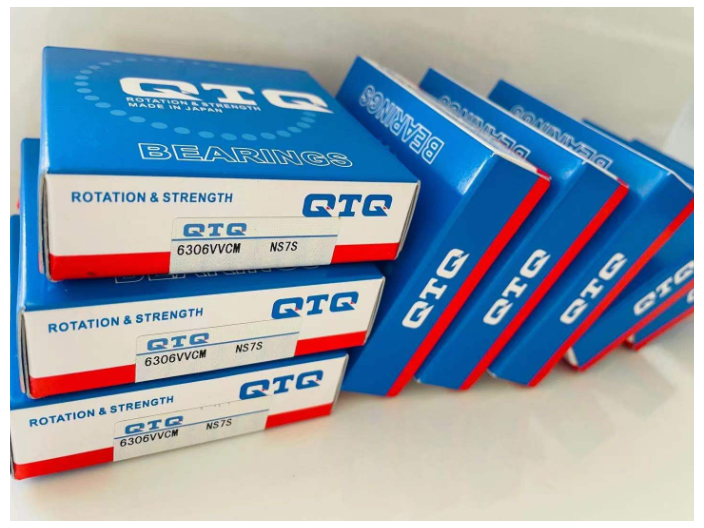 QTQ
ROTATION & STRENGTH
MADE IN JAPAN
BEARINGS
ROTATION & STRENGTH QTQ
QTQ
6306VVCM NS7S
BEARINGS
ROTATION & STRENGTH QTQ
QTQ
6306VVCM NS7S
ROTATION & STRENGTH QTQ
QTQ
6306VVCM NS7S
BEARINGS
QTQ
BEARINGS
QTQ
BEARINGS
QTQ
QTQ